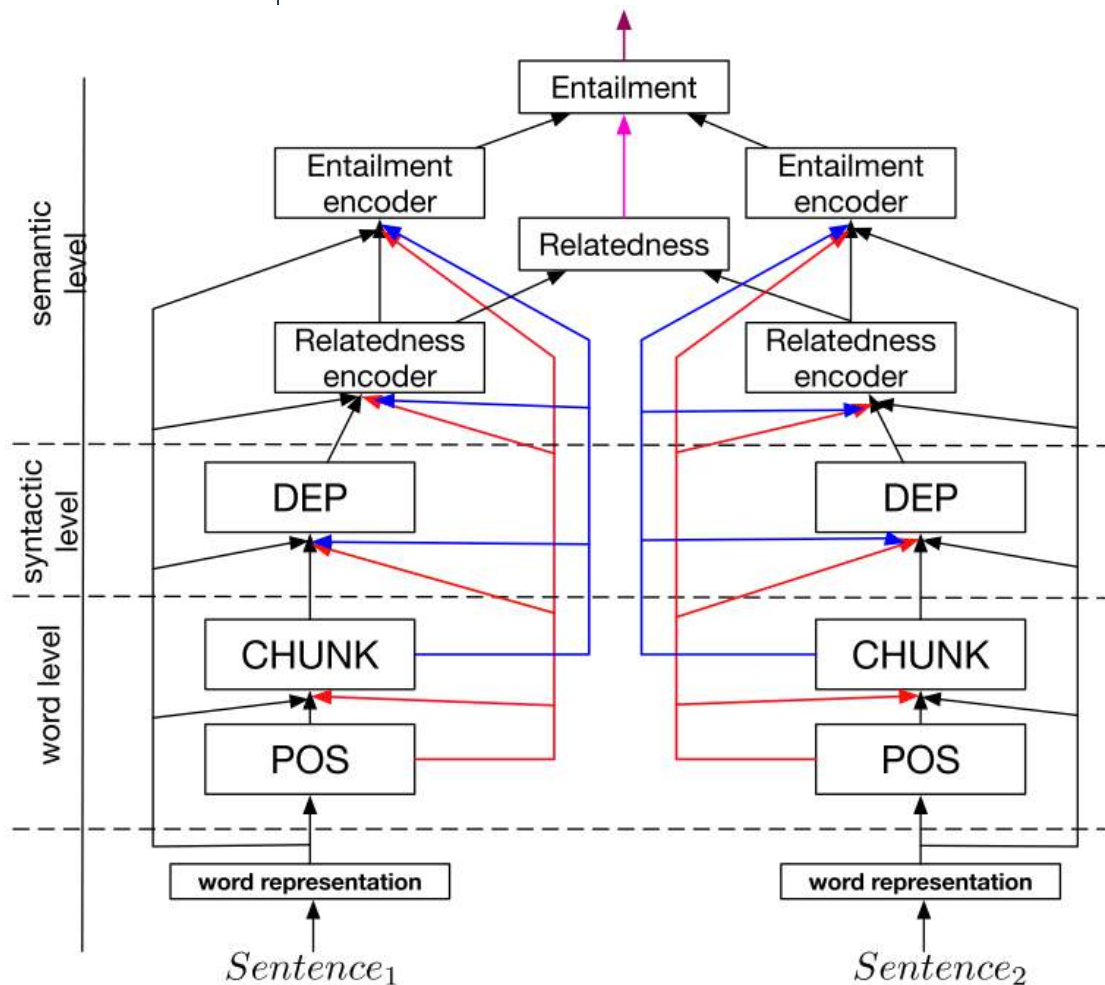 Entailment
Entailment
encoder
Entailment
encoder
Relatedness
semantic
level
Relatedness
encoder
Relatedness
encoder
syntactic
level
DEP
DEP
word level
CHUNK
CHUNK
POS
POS
word representation
word representation
Sentence₁
Sentence₂